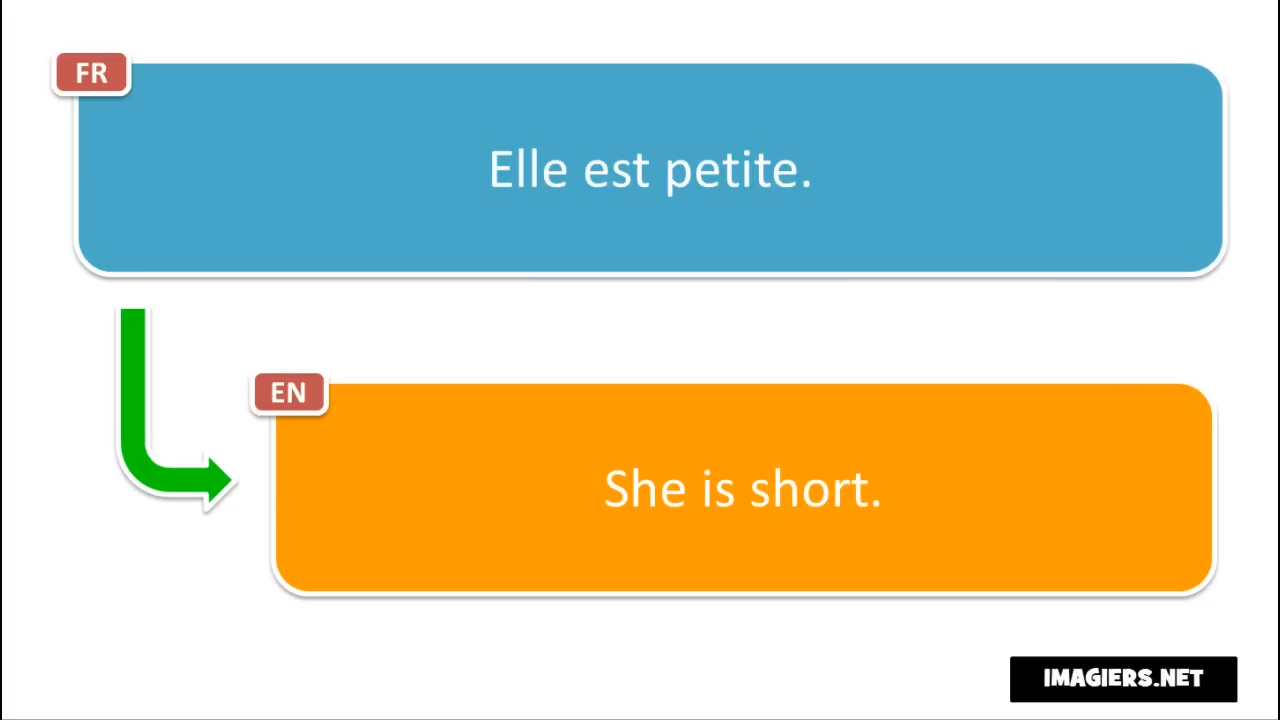 FR
Elle est petite.
EN
She is short.
IMAGIERS.NET